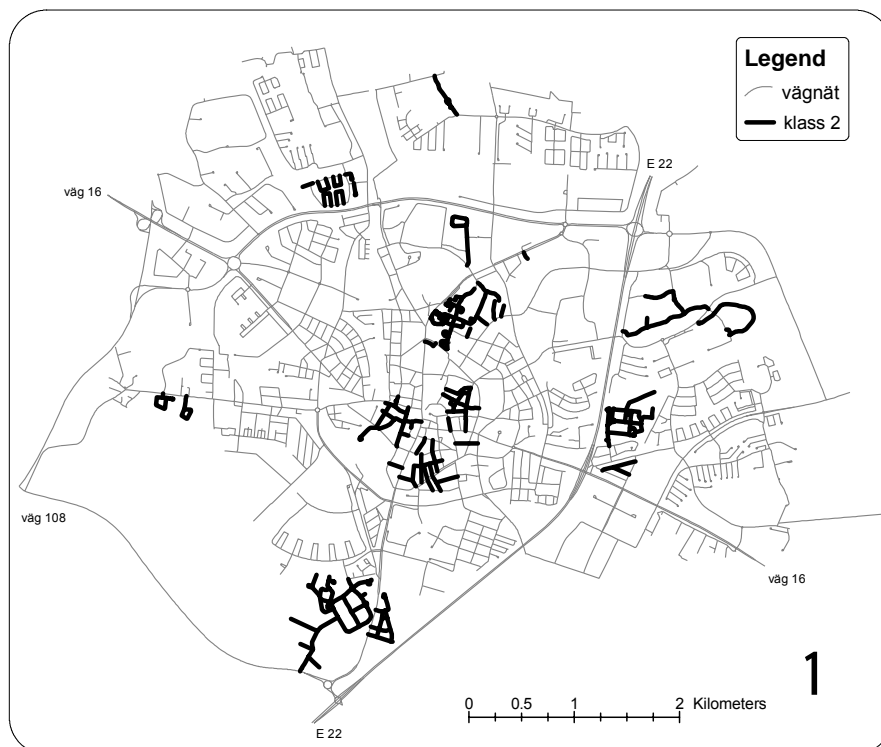 Legend
vägnät
klass 2
E 22
väg 16
väg 108
väg 16
1
0 0.5 1 2 Kilometers
E 22